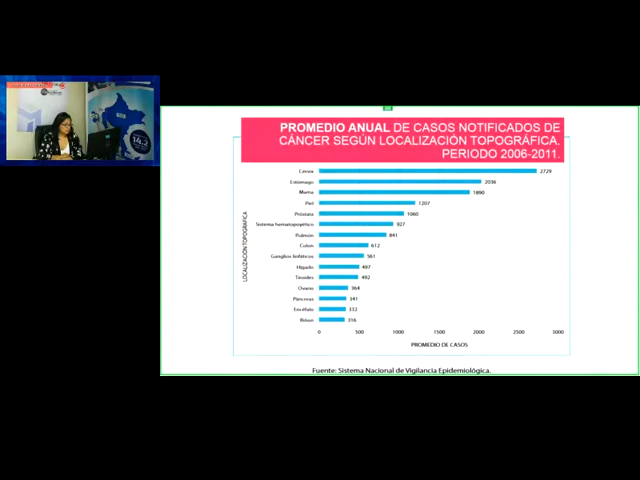 PROMEDIO ANUAL DE CASOS NOTIFICADOS DE
CÁNCER SEGÚN LOCALIZACIÓN TOPOGRÁFICA.
PERIODO 2006-2011.
LOCALIZACIÓN TOPOGRÁFICA
Cérvix 2729
Estómago 2036
Mama 1890
Piel 1207
Próstata 1060
Sistema hematopoyético 927
Pulmón 841
Colon 612
Ganglios linfáticos 561
Hígado 497
Tiroides 492
Ovario 364
Páncreas 341
Encéfalo 332
Riñon 316
0 500 1000 1500 2000 2500 3000
PROMEDIO DE CASOS
Fuente: Sistema Nacional de Vigilancia Epidemiológica.